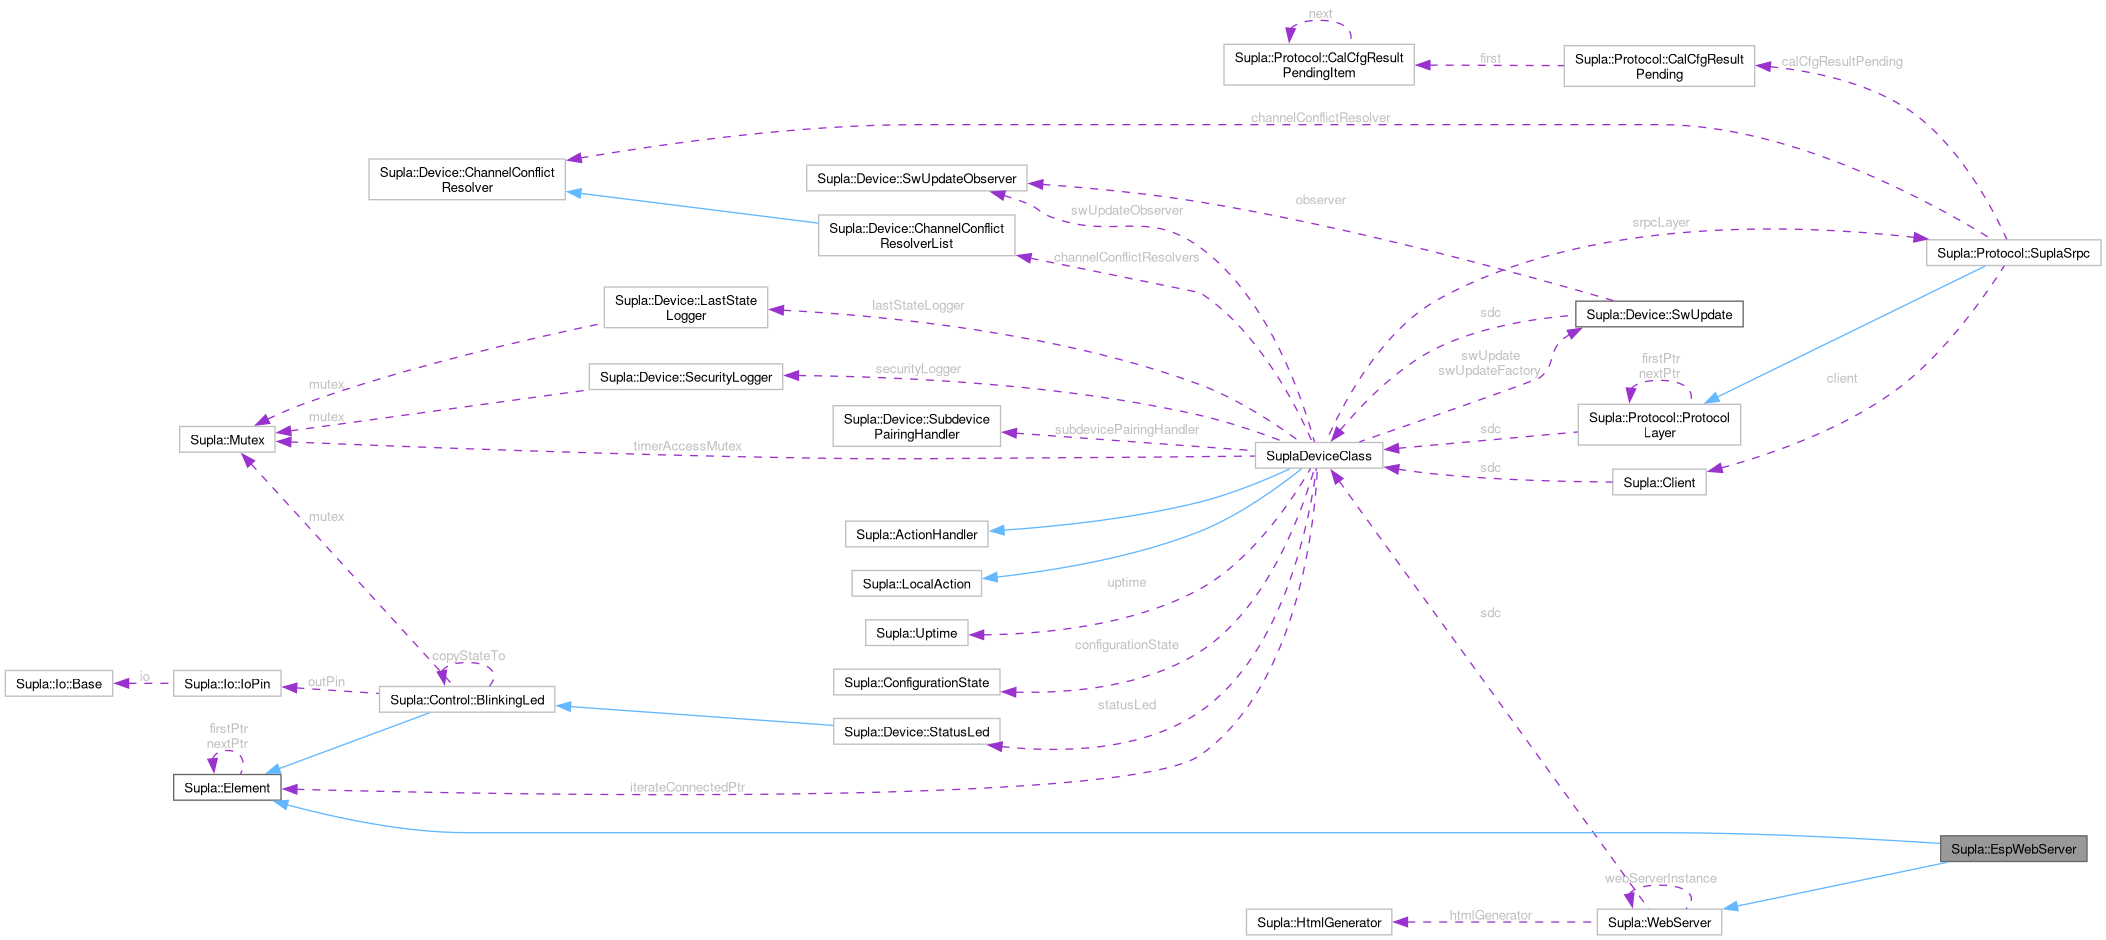 next
Supla::Protocol::CalCfgResult
PendingItem
first
Supla::Protocol::CalCfgResult
Pending
calCfgResultPending
channelConflictResolver
Supla::Device::ChannelConflict
Resolver
Supla::Device::SwUpdateObserver
swUpdateObserver
observer
Supla::Device::ChannelConflict
ResolverList
channelConflictResolvers
srpcLayer
Supla::Protocol::SuplaSrpc
Supla::Device::LastState
Logger
lastStateLogger
sdc
Supla::Device::SwUpdate
swUpdate
swUpdateFactory
mutex
Supla::Device::SecurityLogger
securityLogger
firstPtr
nextPtr
client
mutex
Supla::Mutex
timerAccessMutex
Supla::Device::Subdevice
PairingHandler
subdevicePairingHandler
SuplaDeviceClass
sdc
Supla::Protocol::Protocol
Layer
sdc
Supla::Client
mutex
Supla::ActionHandler
Supla::LocalAction
uptime
Supla::Uptime
sdc
configurationState
Supla::ConfigurationState
copyStateTo
Supla::Io::Base
io
Supla::Io::IoPin
outPin
Supla::Control::BlinkingLed
statusLed
Supla::Device::StatusLed
firstPtr
nextPtr
Supla::Element
iterateConnectedPtr
Supla::EspWebServer
webServerInstance
Supla::HtmlGenerator
htmlGenerator
Supla::WebServer